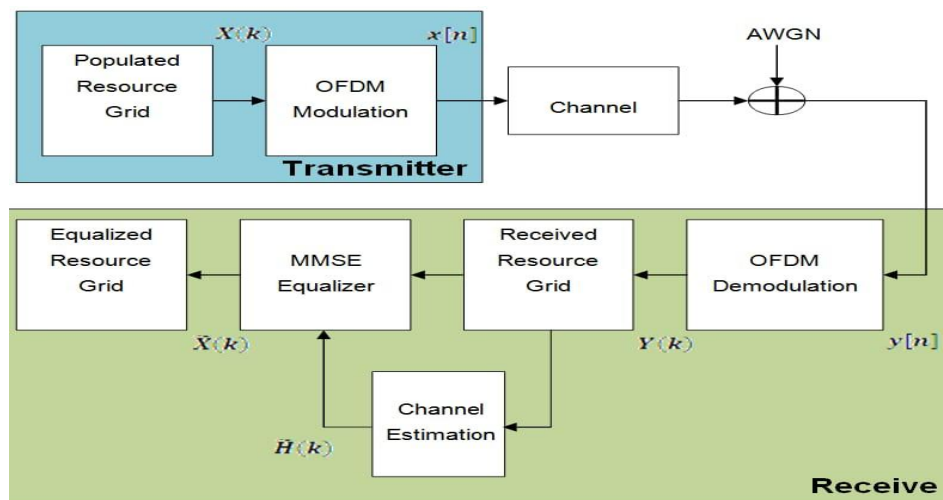 X(k)
x[n]
Populated
Resource
Grid
OFDM
Modulation
Transmitter
Channel
AWGN
Equalized
Resource
Grid
MMSE
Equalizer
Received
Resource
Grid
OFDM
Demodulation
X̂(k)
Y(k)
y[n]
Channel
Estimation
Ĥ(k)
Receive